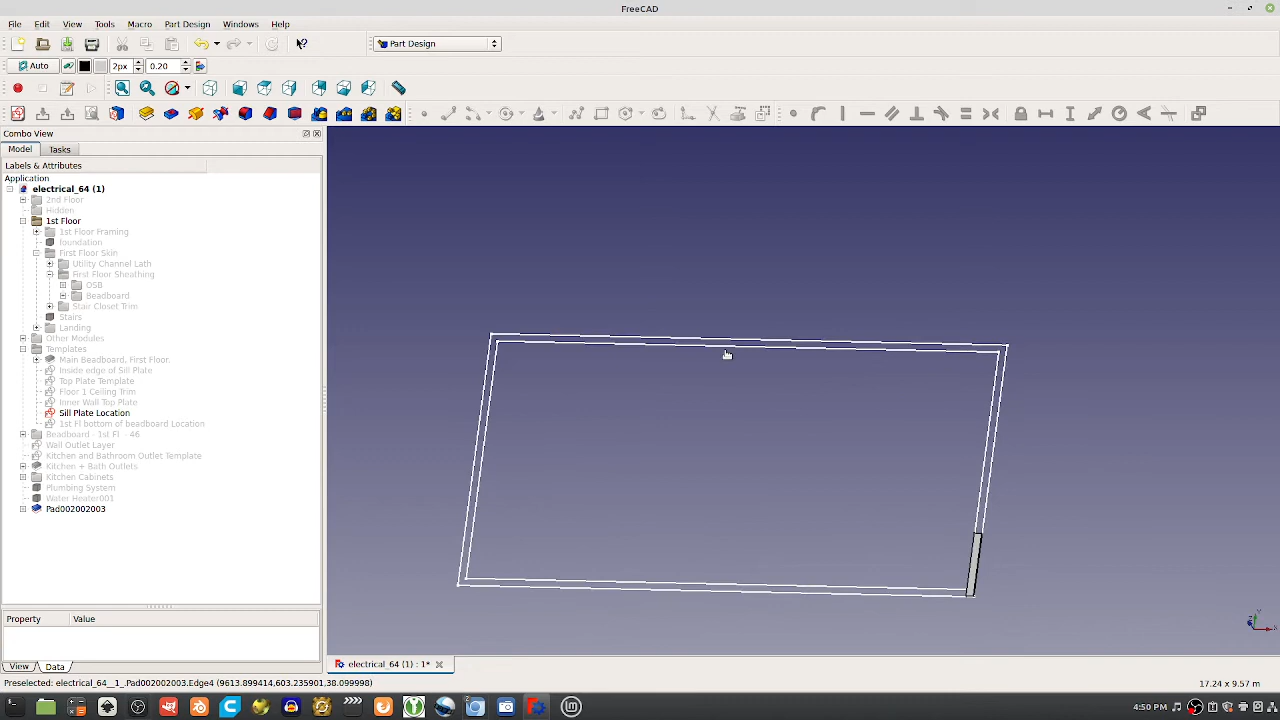 FreeCAD
File Edit View Tools Macro Part Design Windows Help
Part Design
Auto 2px 0.20
Combo View
Model Tasks
Labels & Attributes
Application
electrical_64 (1)
2nd Floor
Hidden
1st Floor
1st Floor Framing
foundation
First Floor Skin
Utility Channel Lath
First Floor Sheathing
OSB
Beadboard
Stair Closet Trim
Stairs
Landing
Other Modules
Templates
Main Beadboard, First Floor.
Inside edge of Sill Plate
Top Plate Template
Floor 1 Ceiling Trim
Inner Wall Top Plate
Sill Plate Location
1st Fl bottom of beadboard Location
Beadboard - 1st Fl - 46
Wall Outlet Layer
Kitchen and Bathroom Outlet Template
Kitchen + Bath Outlets
Kitchen Cabinets
Plumbing System
Water Heater001
Pad002002003
Property Value
View Data
electrical_64 (1) : 1*
Preselected: electrical_64__1_.Pad002002003.Edge4 (9613.899414,603.235901,38.099998)
17.24 x 9.57 m
4:50 PM